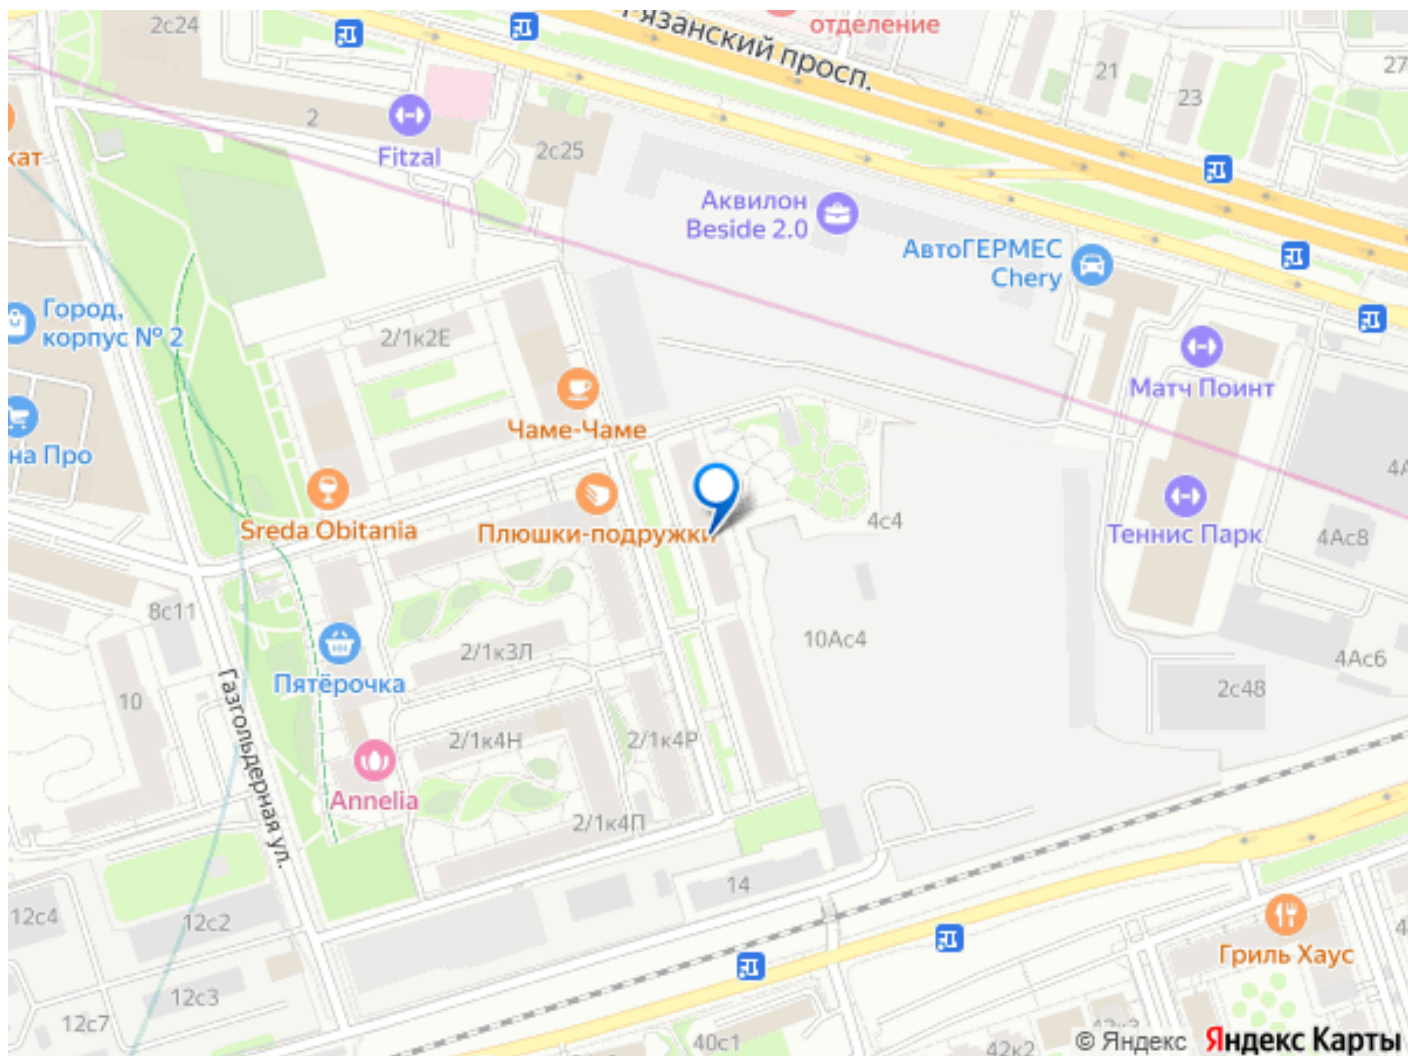 2с24
отделение
Рязанский просп.
21
23
27
2
Fitzal
2с25
кат
Аквилон
Beside 2.0
АвтоГЕРМЕС
Chery
Город,
корпус № 2
2/1к2Е
Матч Поинт
Чаме-Чаме
на Про
Sreda Obitania
Плюшки-подружки
4с4
Теннис Парк
4Ас8
8с11
2/1к3Л
10Ас4
4Ас6
Пятёрочка
2с48
10
Газгольдерная ул.
2/1к4Н
2/1к4Р
Annelia
2/1к4П
14
12с4
12с2
Гриль Хаус
12с3
12с7
40с1
42к2
© Яндекс
Яндекс Карты